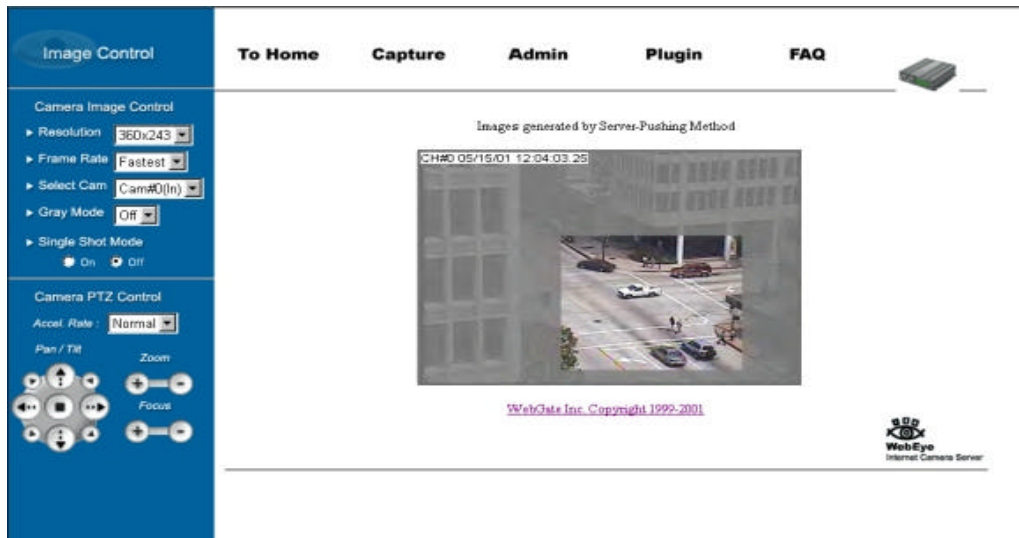 Image Control
To Home Capture Admin Plugin FAQ
Camera Image Control
Resolution 360x243
Frame Rate Fastest
Select Cam Cam#0(In)
Gray Mode Off
Single Shot Mode
On Off
Camera PTZ Control
Accel. Rate : Normal
Pan / Tilt
Zoom
Focus
Images generated by Server-Pushing Method
CH#0 05/15/01 12:04:03.25
WebGate Inc. Copyright 1999-2001
WebEye
Internet Camera Server